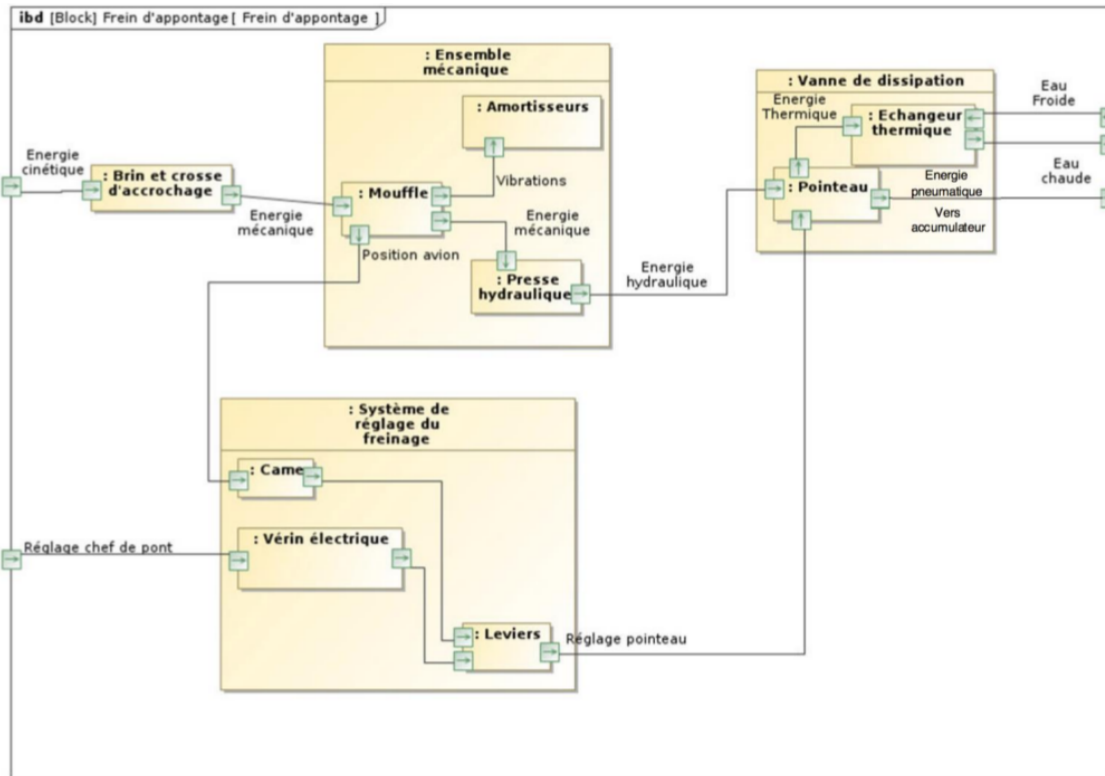 ibd [Block] Frein d'appontage [ Frein d'appontage ]
: Ensemble
mécanique
: Amortisseurs
Vibrations
: Mouffle
Energie
mécanique
Position avion
: Presse
hydraulique
Energie
cinétique
: Brin et crosse
d'accrochage
Energie
mécanique
Energie
hydraulique
: Vanne de dissipation
Energie
Thermique
: Echangeur
thermique
: Pointeau
Energie
pneumatique
Vers
accumulateur
Eau
Froide
Eau
chaude
: Système de
réglage du
freinage
: Came
: Vérin électrique
: Leviers
Réglage chef de pont
Réglage pointeau